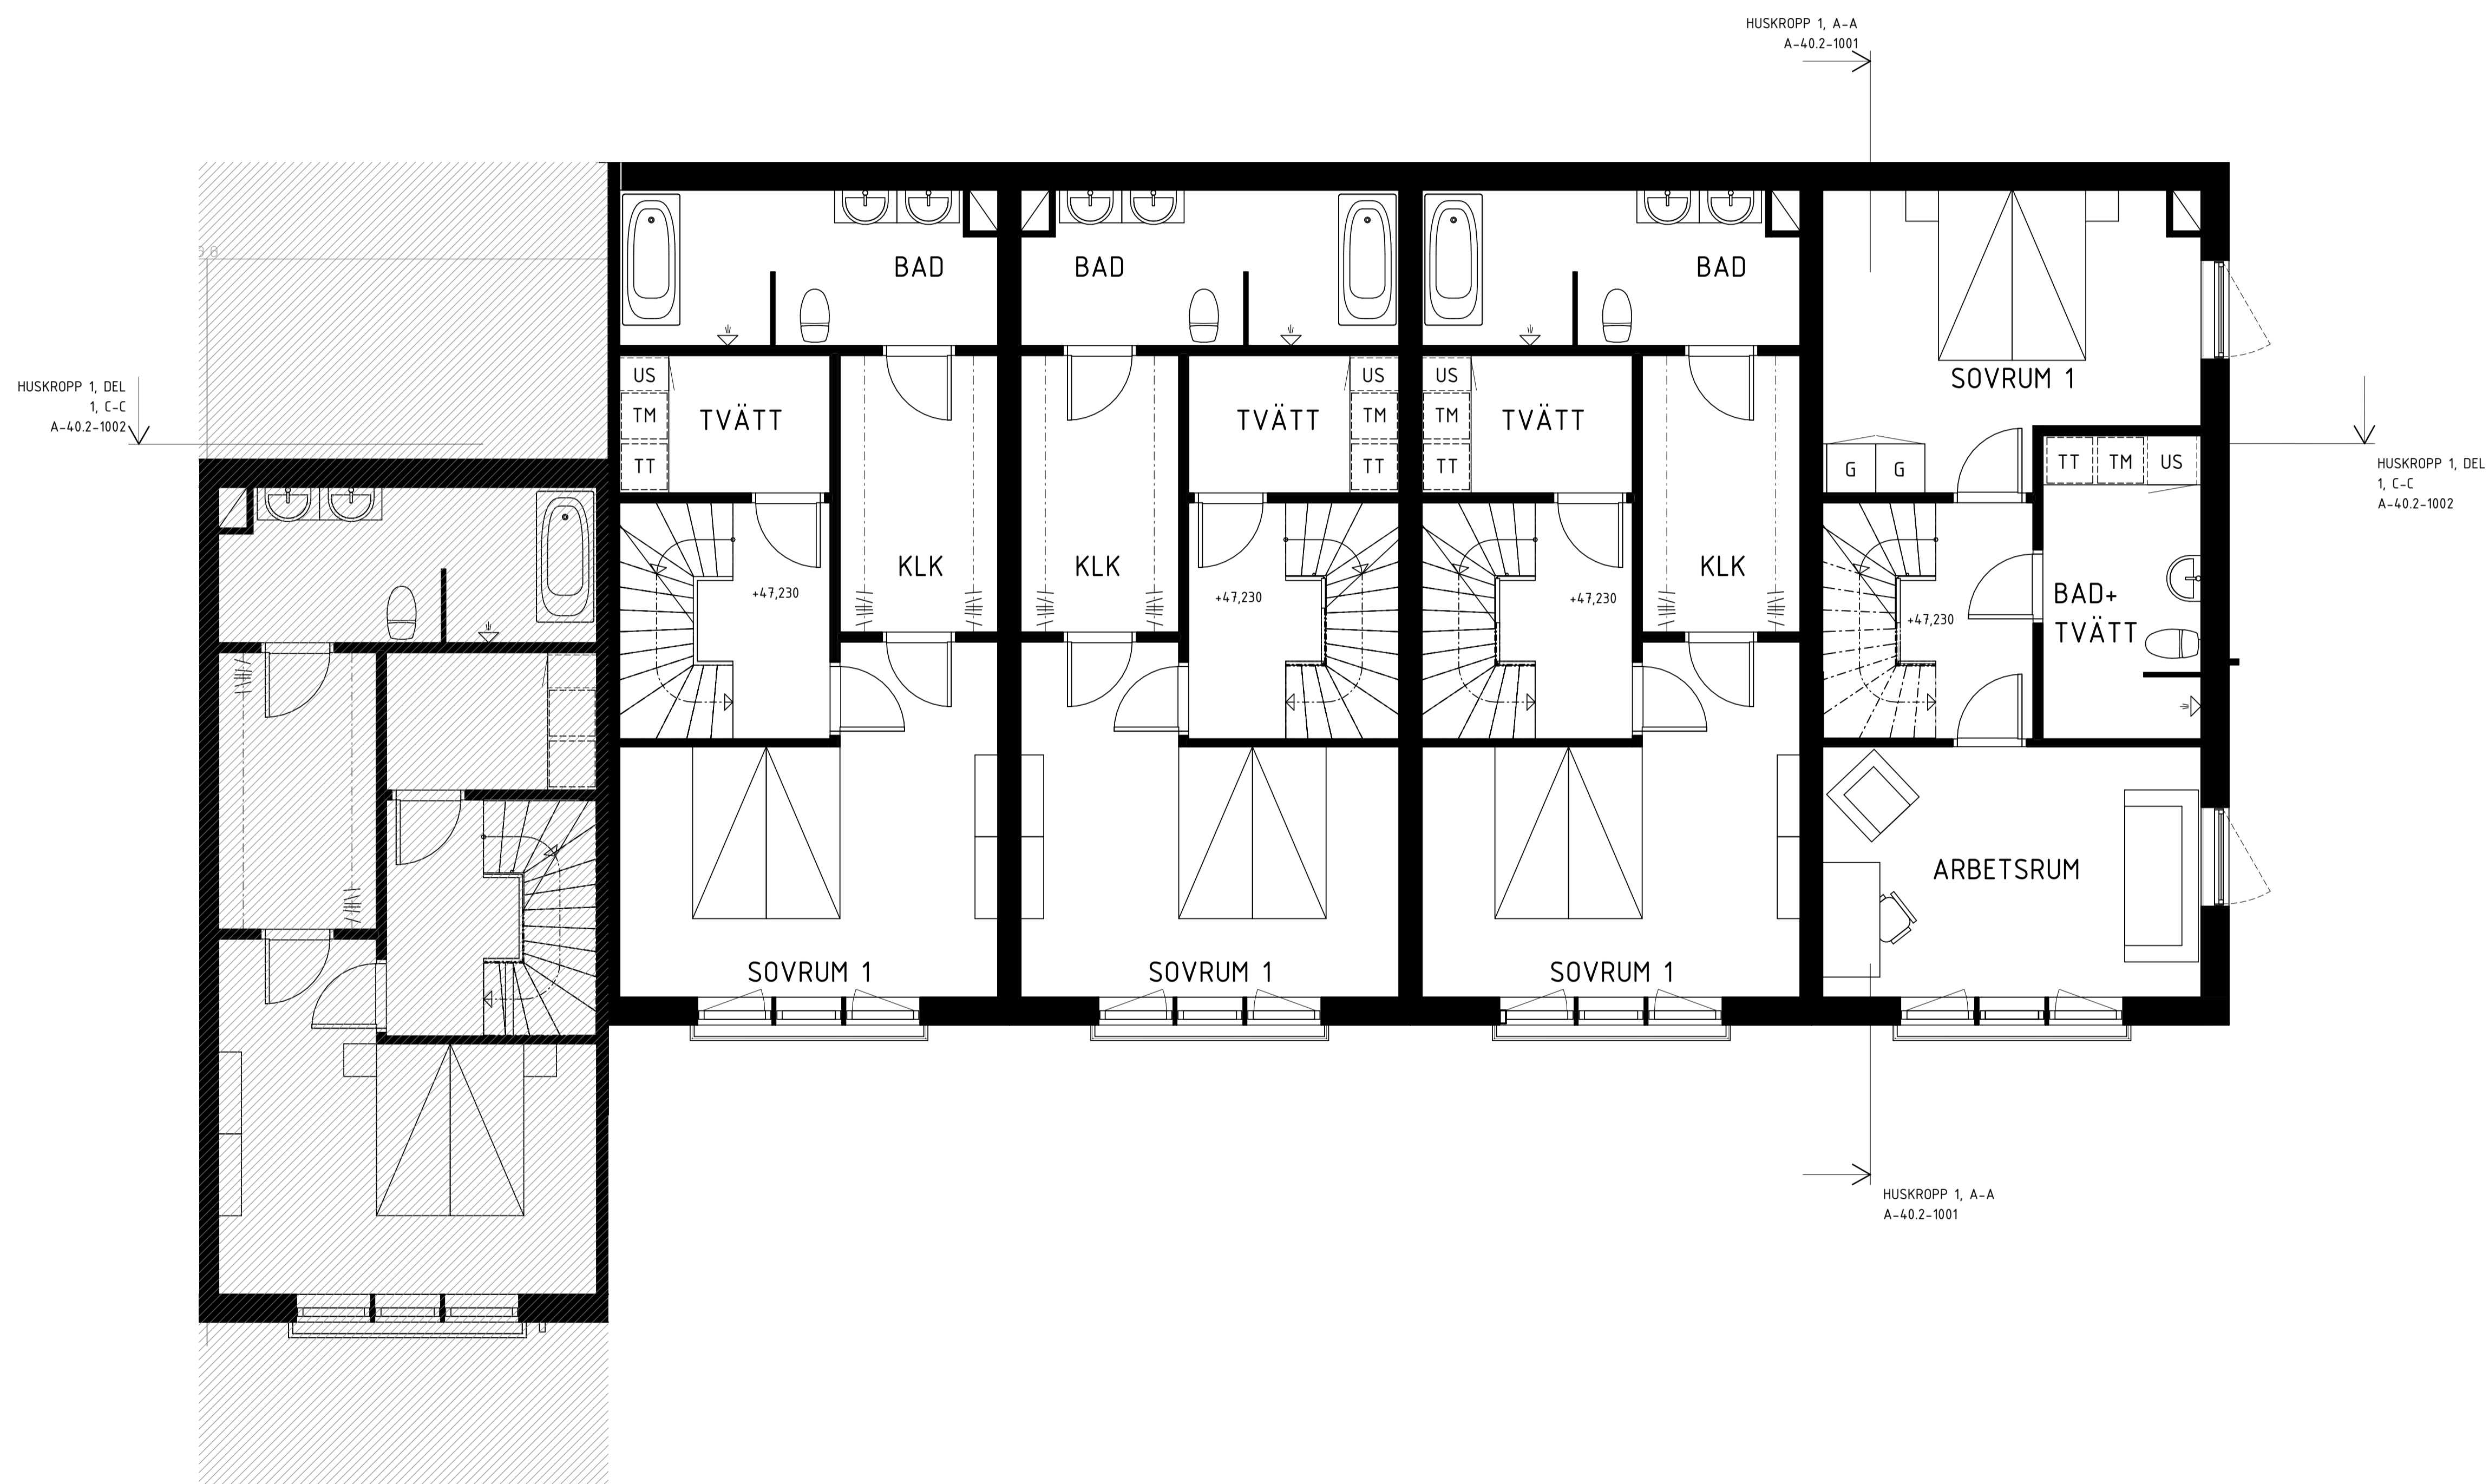 HUSKROPP 1, A-A
A-40.2-1001
BAD
BAD
BAD
HUSKROPP 1, DEL
1, C-C
A-40.2-1002
US
TM
TT
TVÄTT
TVÄTT
US
TM
TT
US
TM
TT
TVÄTT
SOVRUM 1
G
G
TT
TM
US
HUSKROPP 1, DEL
1, C-C
A-40.2-1002
KLK
KLK
KLK
+47,230
+47,230
+47,230
+47,230
BAD+
TVÄTT
ARBETSRUM
SOVRUM 1
SOVRUM 1
SOVRUM 1
HUSKROPP 1, A-A
A-40.2-1001